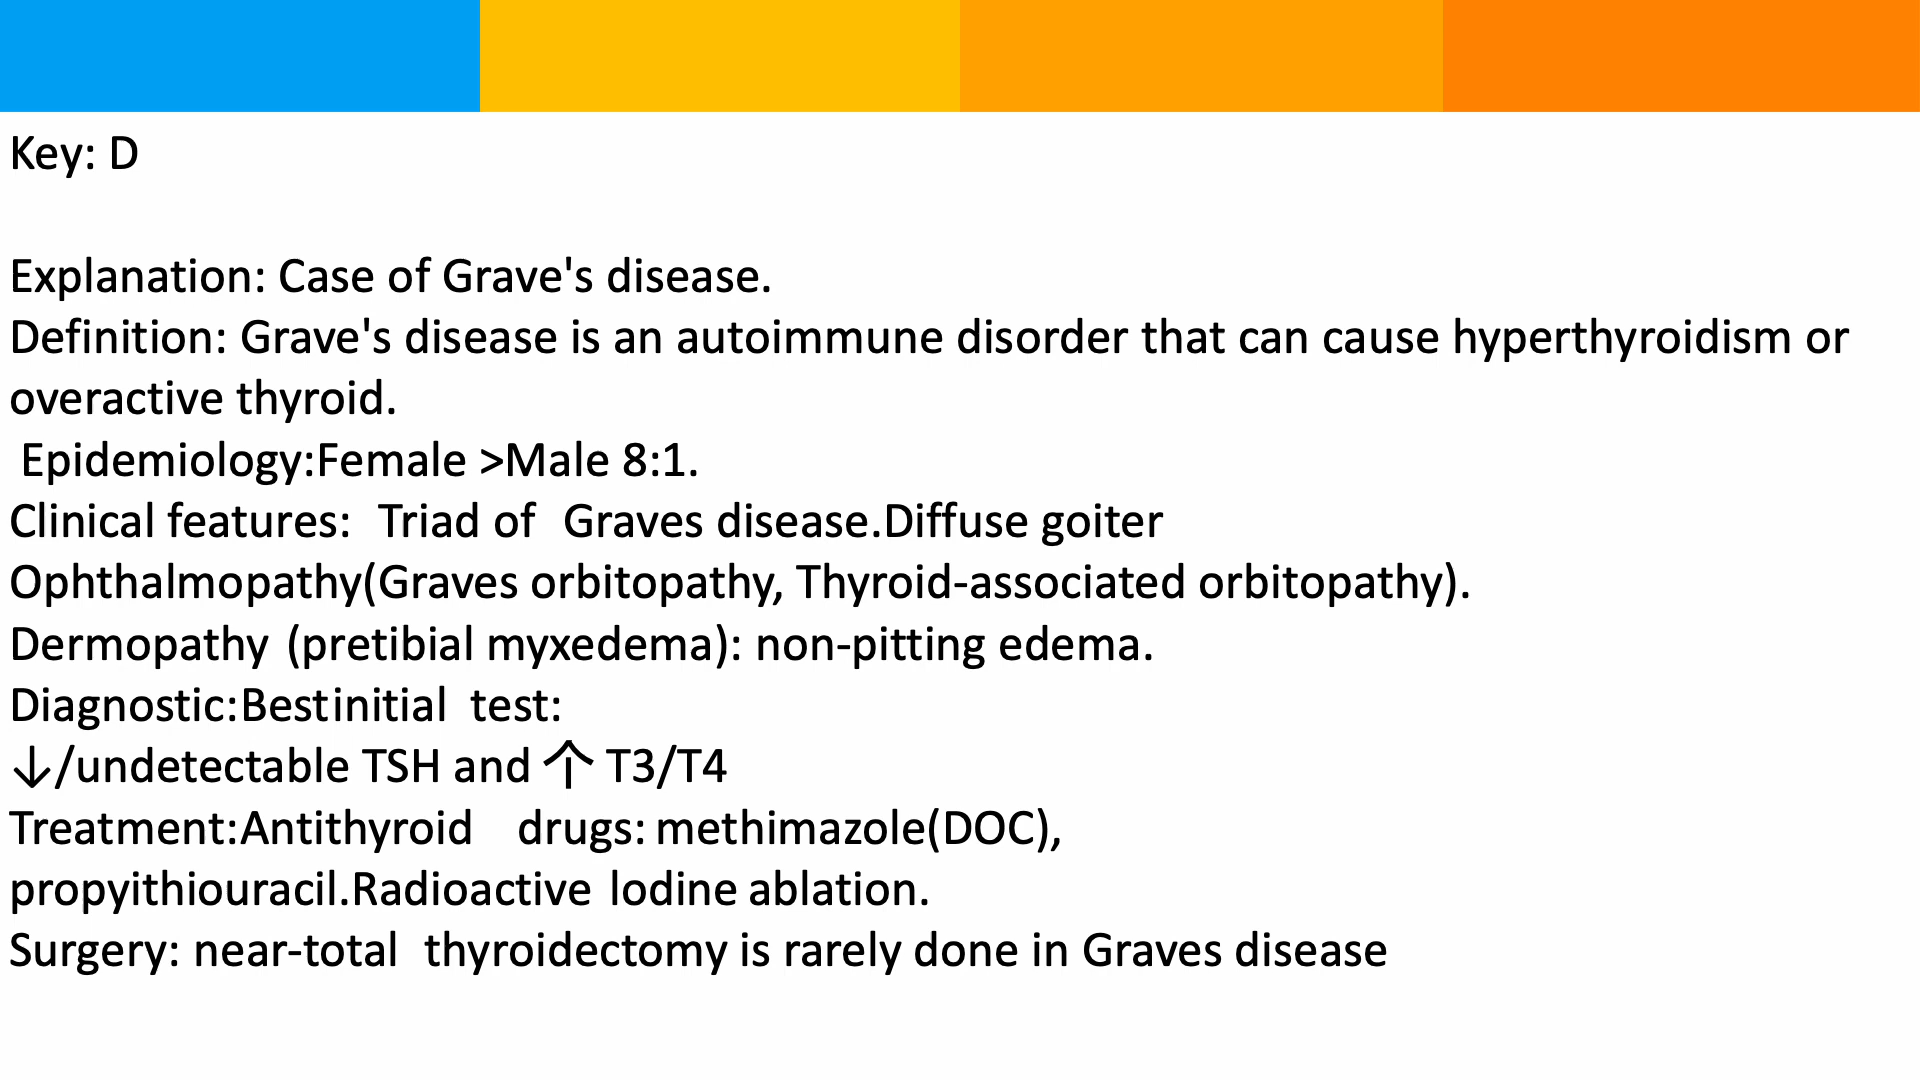 Key: D
Explanation: Case of Grave's disease.
Definition: Grave's disease is an autoimmune disorder that can cause hyperthyroidism or
overactive thyroid.
Epidemiology:Female >Male 8:1.
Clinical features: Triad of Graves disease.Diffuse goiter
Ophthalmopathy(Graves orbitopathy, Thyroid-associated orbitopathy).
Dermopathy (pretibial myxedema): non-pitting edema.
Diagnostic:Bestinitial test:
↓/undetectable TSH and 个 T3/T4
Treatment:Antithyroid drugs: methimazole(DOC),
propyithiouracil.Radioactive lodine ablation.
Surgery: near-total thyroidectomy is rarely done in Graves disease